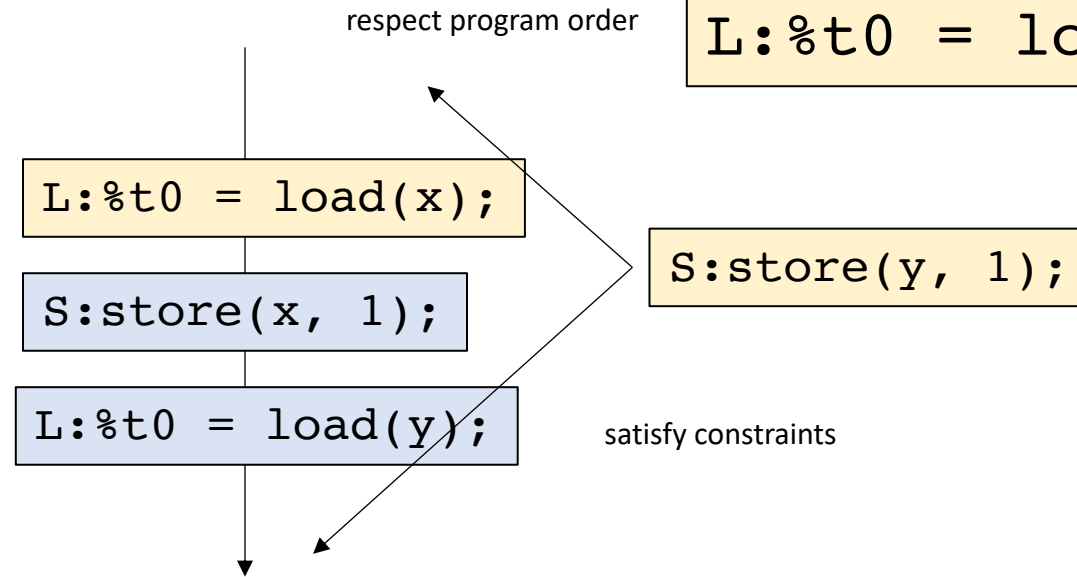 respect program order
L:%t0 = lo
L:%t0 = load(x);
S:store(y, 1);
S:store(x, 1);
L:%t0 = load(y);
satisfy constraints